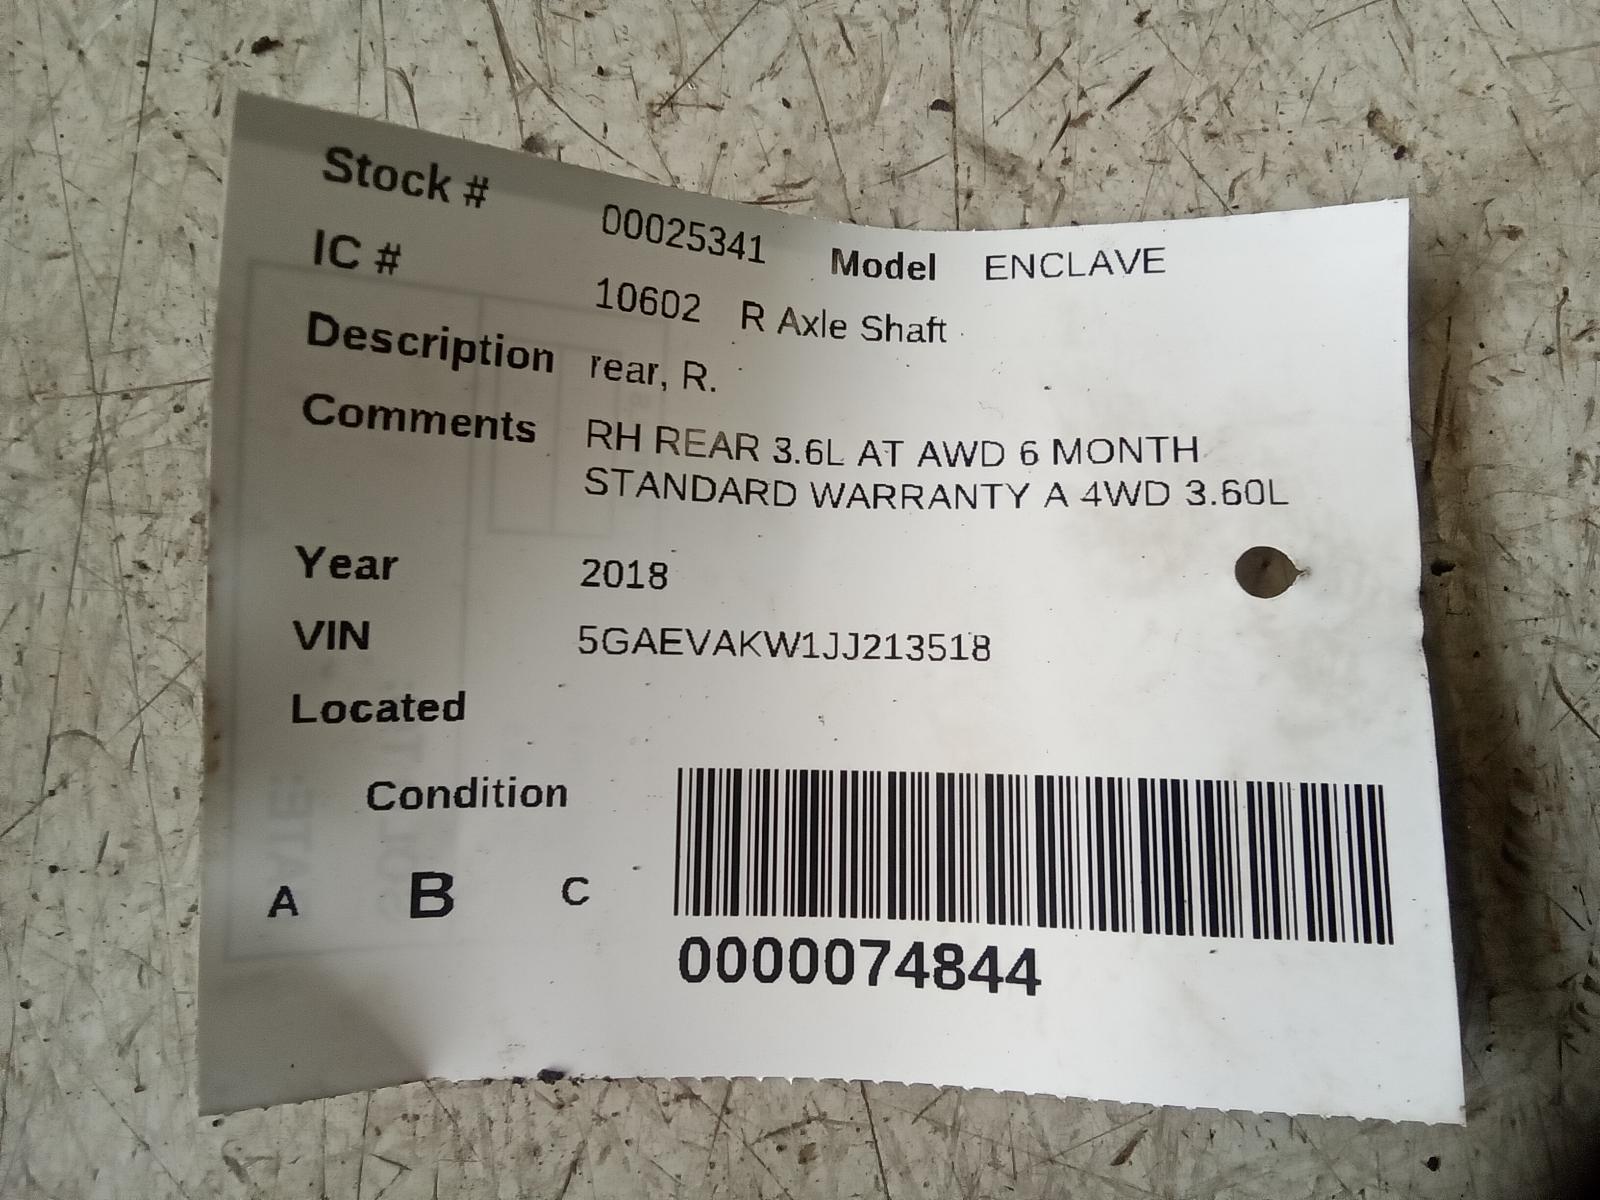 Stock # 00025341 Model ENCLAVE
IC # 10602 R Axle Shaft
Description rear, R.
Comments RH REAR 3.6L AT AWD 6 MONTH
STANDARD WARRANTY A 4WD 3.60L
Year 2018
VIN 5GAEVAKW1JJ213518
Located
Condition
A B C
0000074844